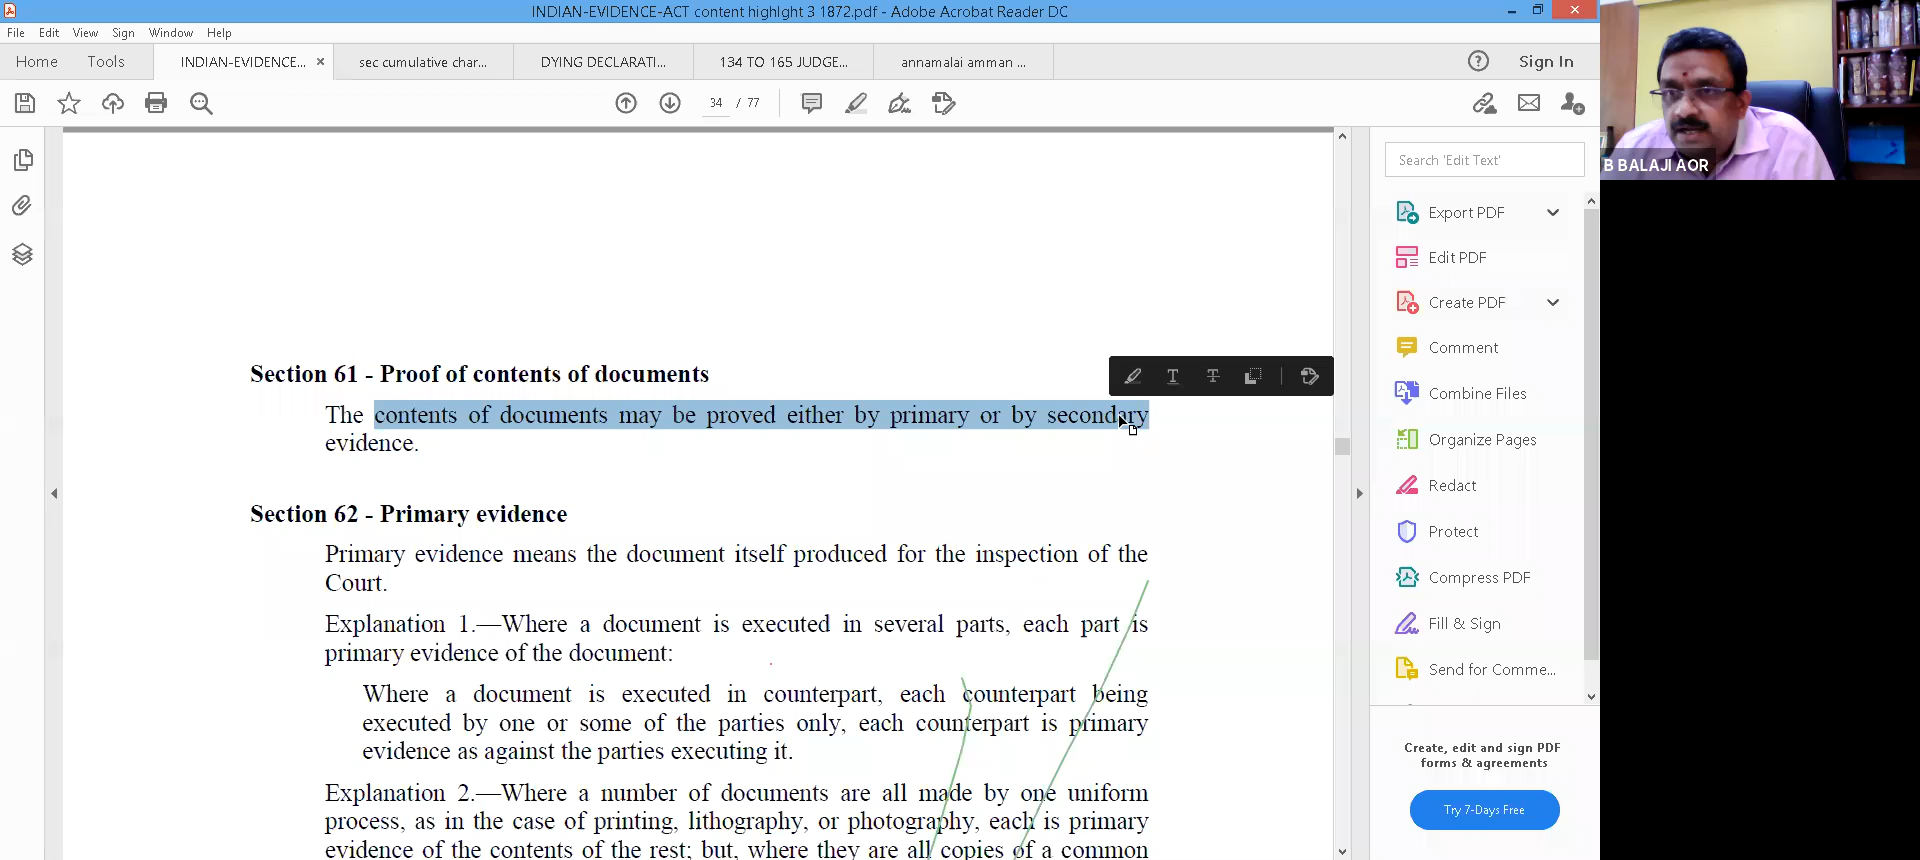 INDIAN-EVIDENCE-ACT content highlght 3 1872.pdf - Adobe Acrobat Reader DC
File Edit View Sign Window Help
Home Tools INDIAN-EVIDENCE... × sec cumulative char... DYING DECLARATI... 134 TO 165 JUDGE... annamalai amman ... Sign In
34 / 77
B BALAJI AOR
Search 'Edit Text'
Export PDF
Edit PDF
Create PDF
Comment
Combine Files
Organize Pages
Redact
Protect
Compress PDF
Fill & Sign
Send for Comme...
Create, edit and sign PDF
forms & agreements
Try 7-Days Free
Section 61 - Proof of contents of documents
The contents of documents may be proved either by primary or by secondary
evidence.
Section 62 - Primary evidence
Primary evidence means the document itself produced for the inspection of the
Court.
Explanation 1.—Where a document is executed in several parts, each part is
primary evidence of the document:
Where a document is executed in counterpart, each counterpart being
executed by one or some of the parties only, each counterpart is primary
evidence as against the parties executing it.
Explanation 2.—Where a number of documents are all made by one uniform
process, as in the case of printing, lithography, or photography, each is primary
evidence of the contents of the rest; but, where they are all copies of a common